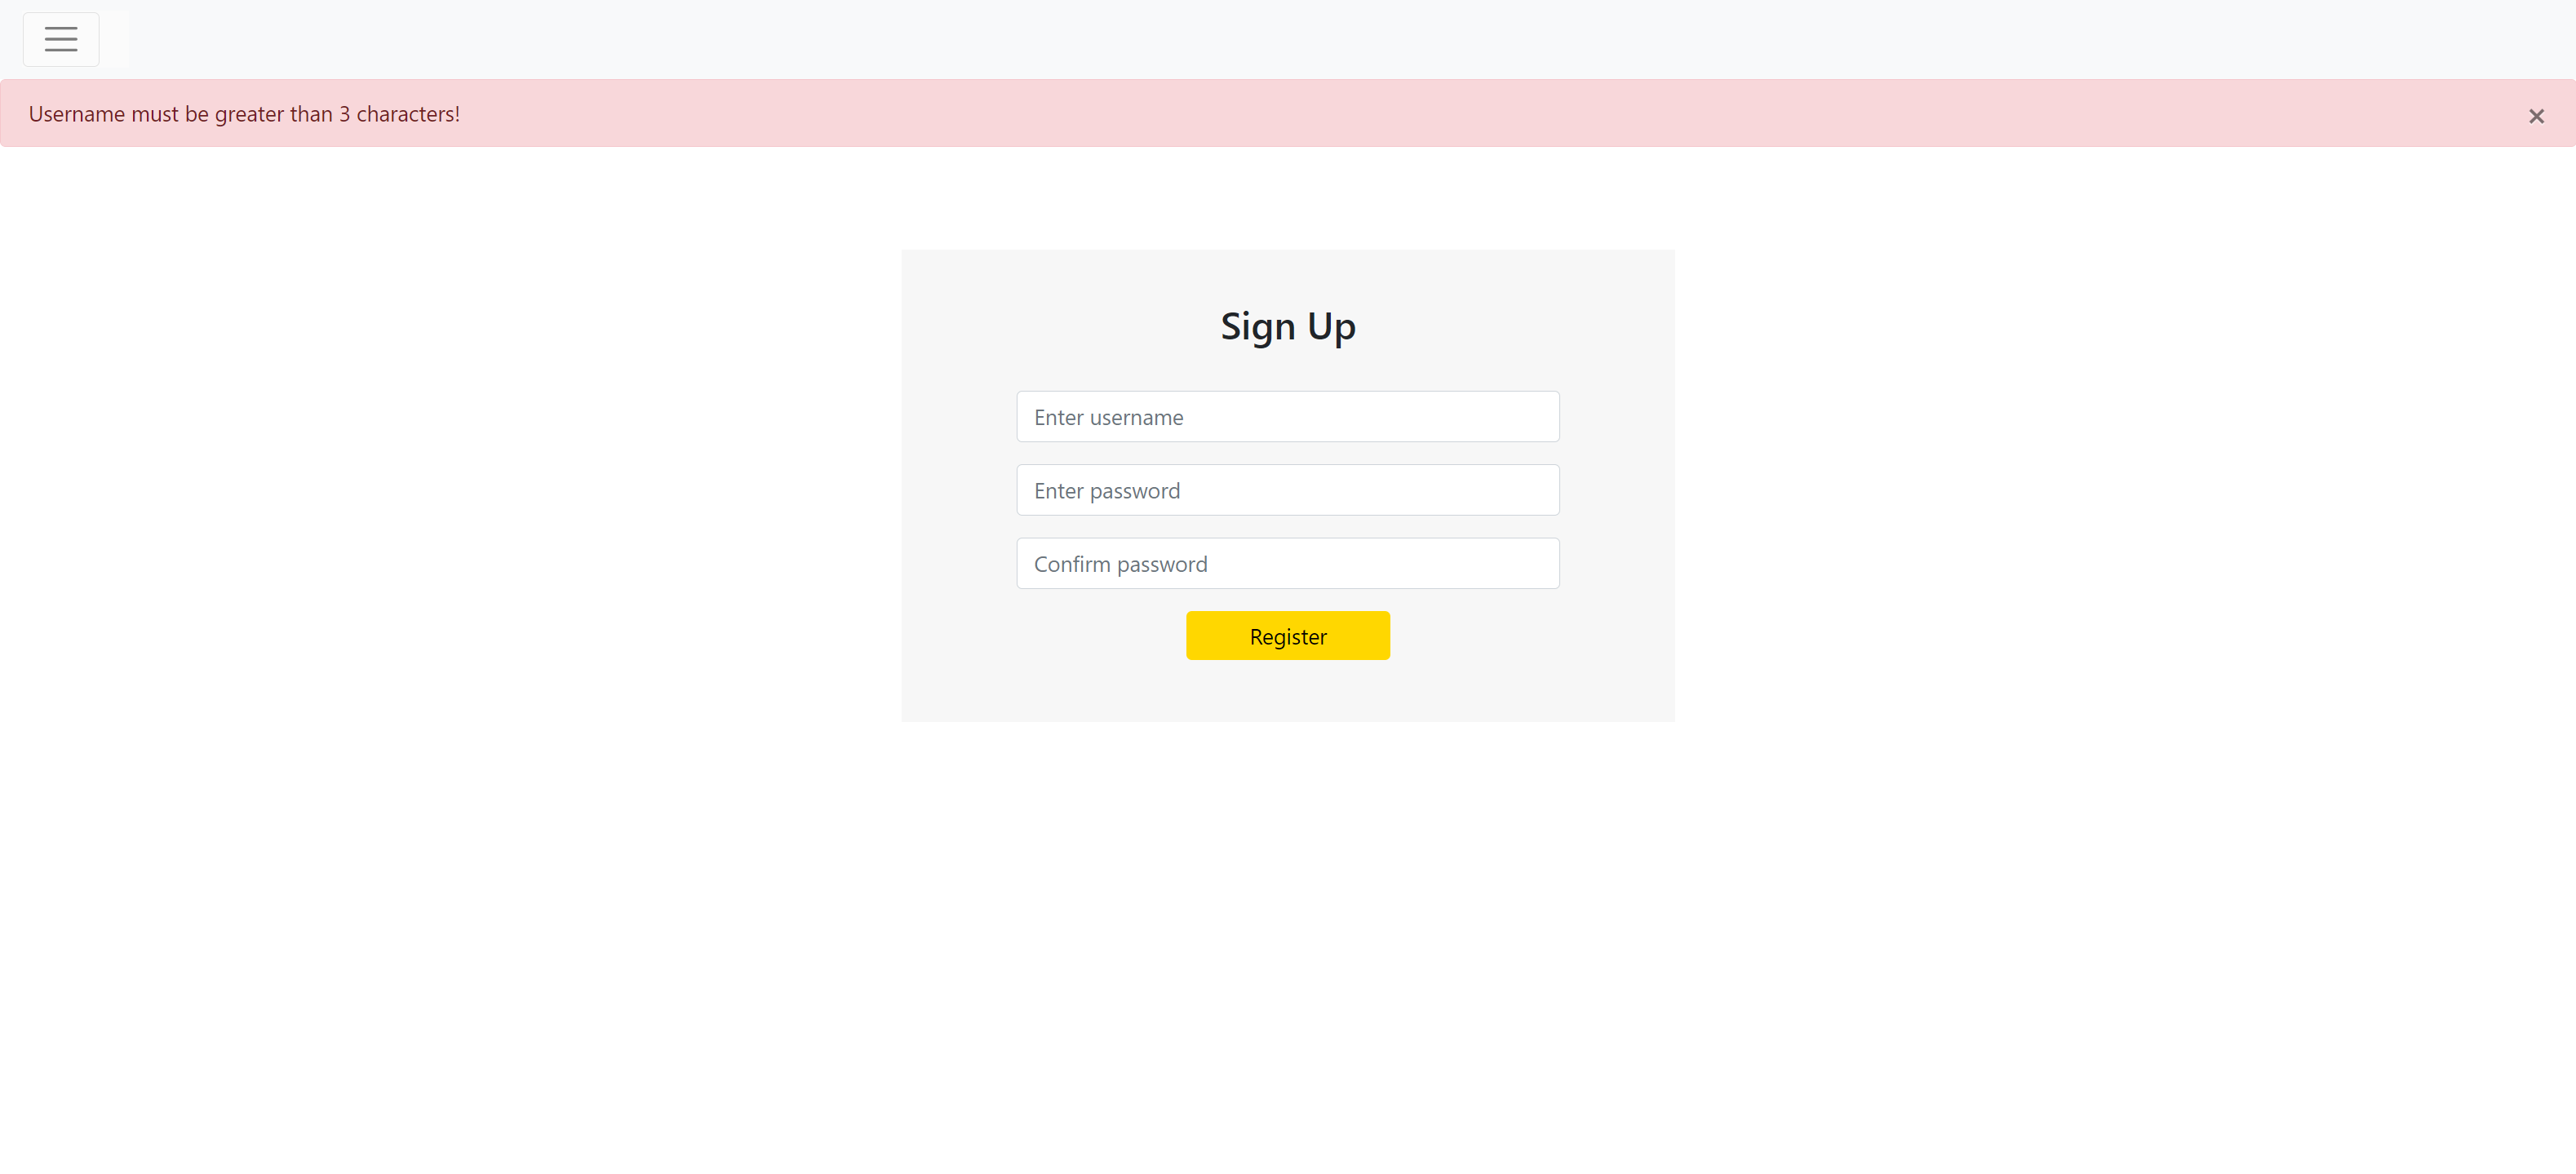 Username must be greater than 3 characters!
×
Sign Up
Enter username
Enter password
Confirm password
Register